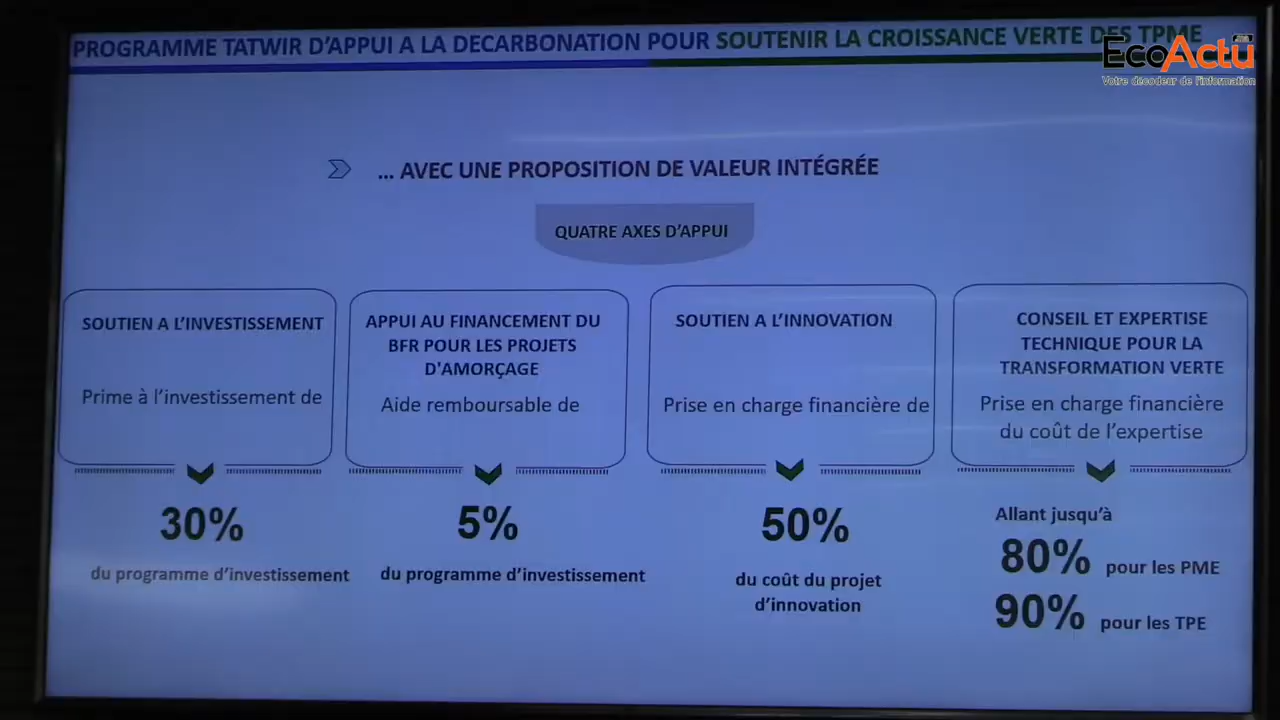 PROGRAMME TATWIR D'APPUI A LA DECARBONATION POUR SOUTENIR LA CROISSANCE VERTE DES TPME
EcoActu
Votre décodeur de l'information
... AVEC UNE PROPOSITION DE VALEUR INTÉGRÉE
QUATRE AXES D'APPUI
SOUTIEN A L'INVESTISSEMENT
Prime à l'investissement de
30%
du programme d'investissement
APPUI AU FINANCEMENT DU
BFR POUR LES PROJETS
D'AMORÇAGE
Aide remboursable de
5%
du programme d'investissement
SOUTIEN A L'INNOVATION
Prise en charge financière de
50%
du coût du projet
d'innovation
CONSEIL ET EXPERTISE
TECHNIQUE POUR LA
TRANSFORMATION VERTE
Prise en charge financière
du coût de l'expertise
Allant jusqu'à
80% pour les PME
90% pour les TPE